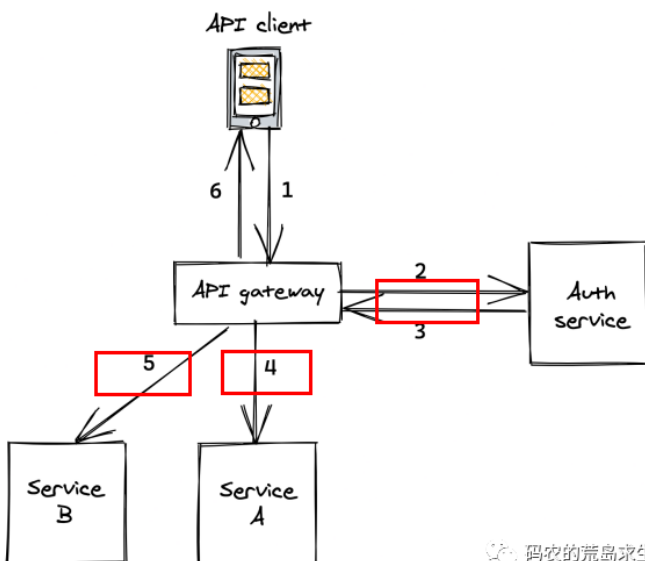 API client
6
1
API gateway
2
3
Auth
service
5
4
Service
B
Service
A
码农的荒岛求生